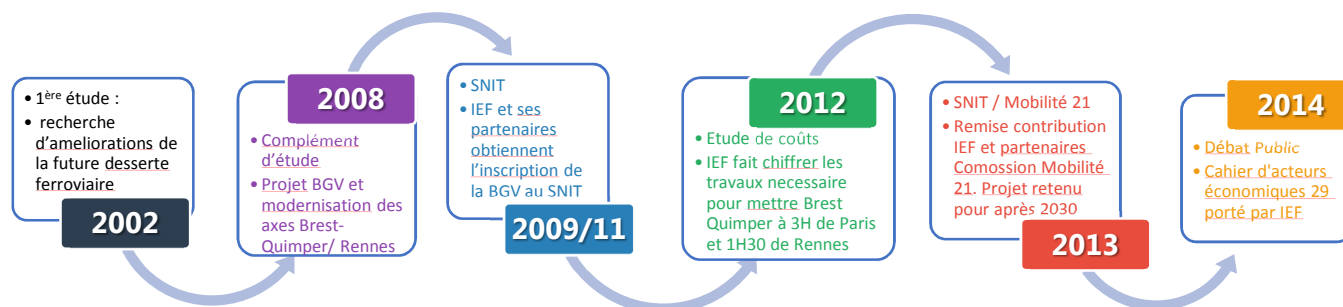 • 1ère étude :
• recherche
d’ameliorations de
la future desserte
ferroviaire
2002
2008
• Complément
d’étude
• Projet BGV et
modernisation des
axes Brest-
Quimper/ Rennes
• SNIT
• IEF et ses
partenaires
obtiennent
l’inscription de
la BGV au SNIT
2009/11
2012
• Etude de coûts
• IEF fait chiffrer les
travaux necessaire
pour mettre Brest
Quimper à 3H de Paris
et 1H30 de Rennes
• SNIT / Mobilité 21
• Remise contribution
IEF et partenaires
Comossion Mobilité
21. Projet retenu
pour après 2030
2013
2014
• Débat Public
• Cahier d'acteurs
économiques 29
porté par IEF